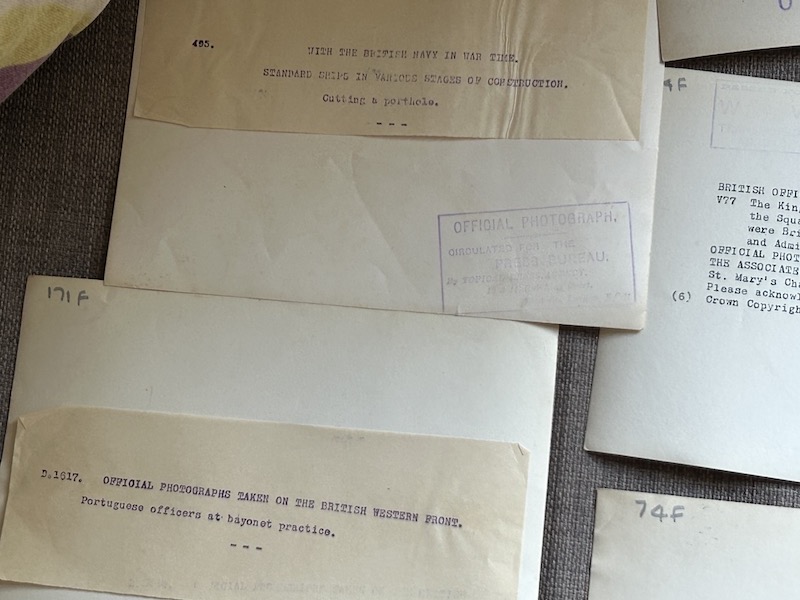 495.
WITH THE BRITISH NAVY IN WAR TIME.
STANDARD SHIPS IN VARIOUS STAGES OF CONSTRUCTION.
Cutting a porthole.
- - -
OFFICIAL PHOTOGRAPH.
CIRCULATED FOR THE
PRESS BUREAU.
171F
D.1617. OFFICIAL PHOTOGRAPHS TAKEN ON THE BRITISH WESTERN FRONT.
Portuguese officers at bayonet practice.
- - -
4F
BRITISH OFFI
V77 The Kin
the Squa
were Bri
and Admi
OFFICIAL PHOT
THE ASSOCIATE
St. Mary's Cha
Please acknowl
(6) Crown Copyrigh
74F